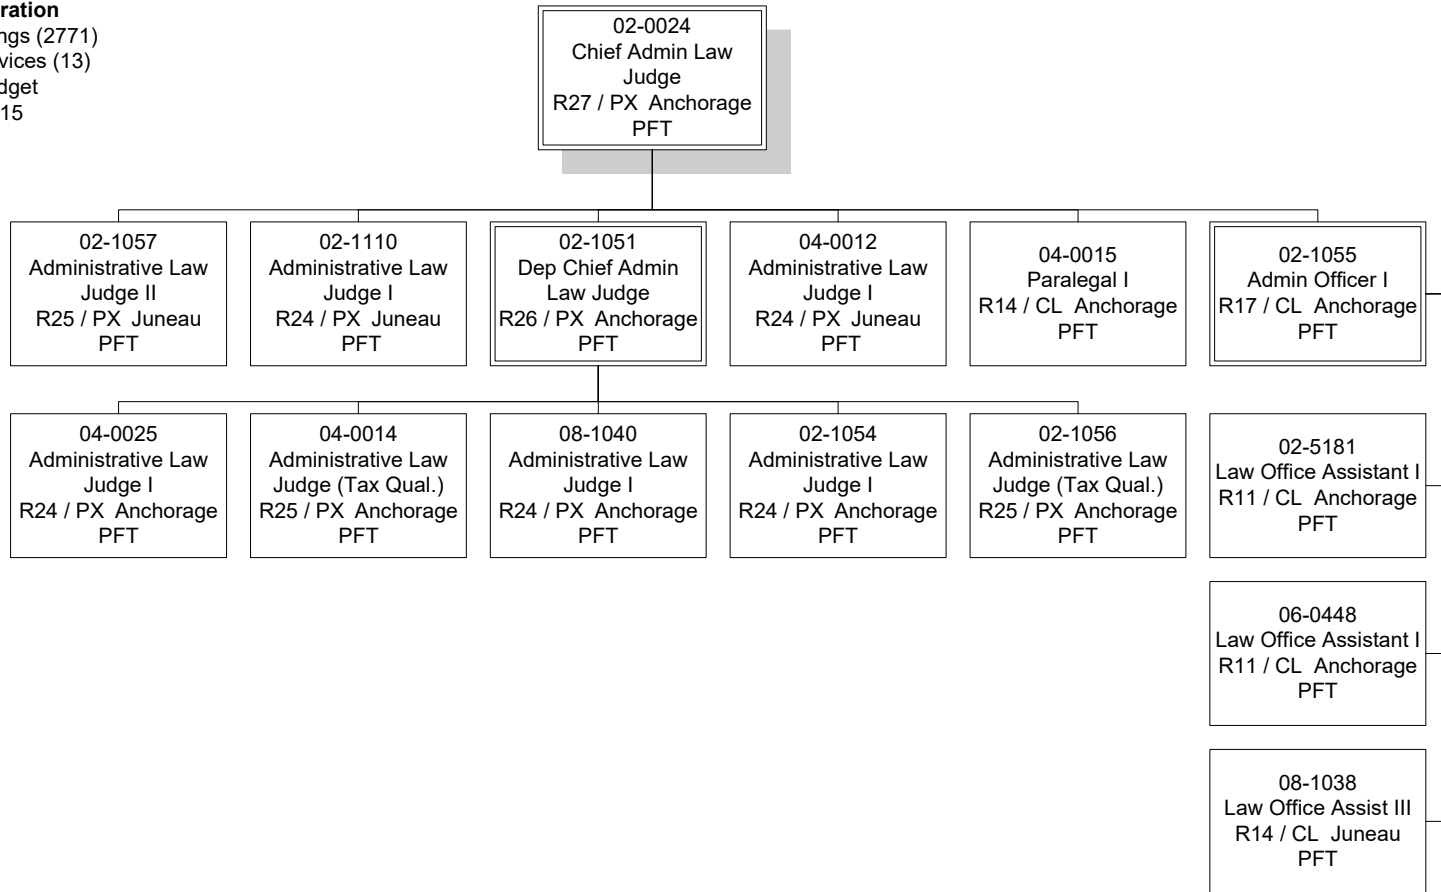 ration
ngs (2771)
vices (13)
dget
15
02-0024
Chief Admin Law
Judge
R27 / PX Anchorage
PFT
02-1057
Administrative Law
Judge II
R25 / PX Juneau
PFT
02-1110
Administrative Law
Judge I
R24 / PX Juneau
PFT
02-1051
Dep Chief Admin
Law Judge
R26 / PX Anchorage
PFT
04-0012
Administrative Law
Judge I
R24 / PX Juneau
PFT
04-0015
Paralegal I
R14 / CL Anchorage
PFT
02-1055
Admin Officer I
R17 / CL Anchorage
PFT
04-0025
Administrative Law
Judge I
R24 / PX Anchorage
PFT
04-0014
Administrative Law
Judge (Tax Qual.)
R25 / PX Anchorage
PFT
08-1040
Administrative Law
Judge I
R24 / PX Anchorage
PFT
02-1054
Administrative Law
Judge I
R24 / PX Anchorage
PFT
02-1056
Administrative Law
Judge (Tax Qual.)
R25 / PX Anchorage
PFT
02-5181
Law Office Assistant I
R11 / CL Anchorage
PFT
06-0448
Law Office Assistant I
R11 / CL Anchorage
PFT
08-1038
Law Office Assist III
R14 / CL Juneau
PFT